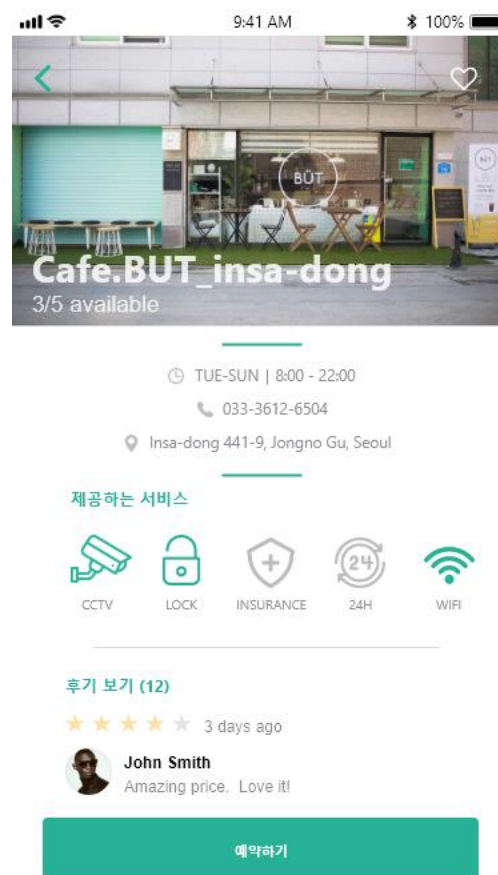 9:41 AM
100%
BUT
Cafe.BUT_insa-dong
3/5 available
TUE-SUN | 8:00 - 22:00
033-3612-6504
Insa-dong 441-9, Jongno Gu, Seoul
제공하는 서비스
24
CCTV LOCK INSURANCE 24H WIFI
후기 보기 (12)
3 days ago
John Smith
Amazing price. Love it!
예약하기